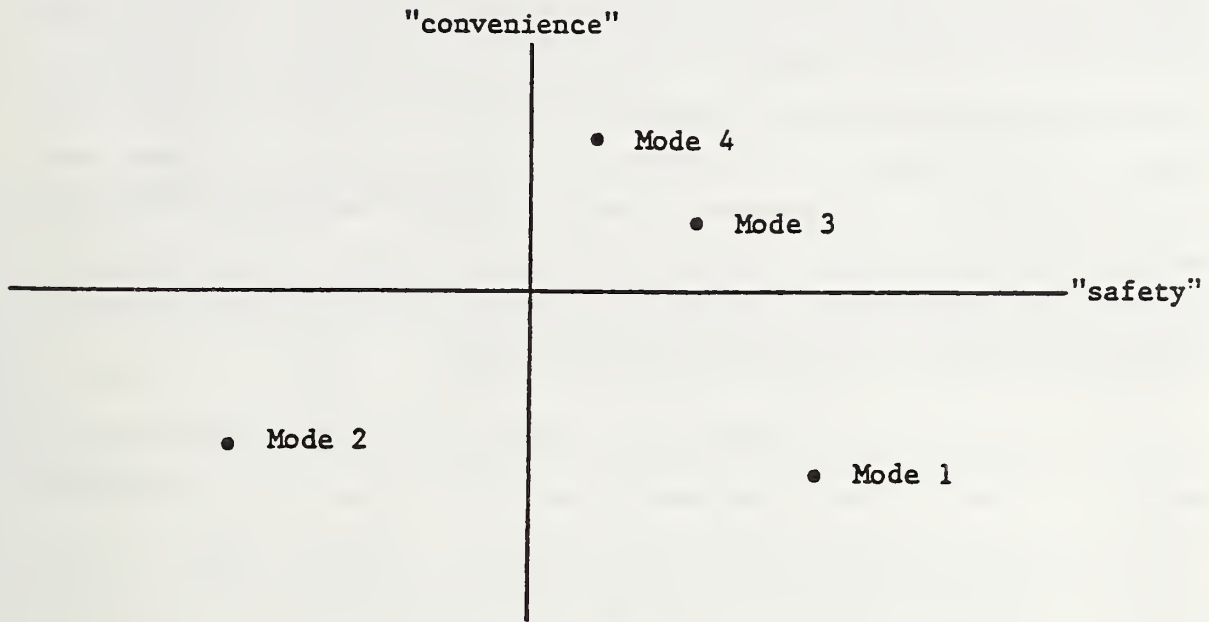 "convenience"
Mode 4
Mode 3
"safety"
Mode 2
Mode 1